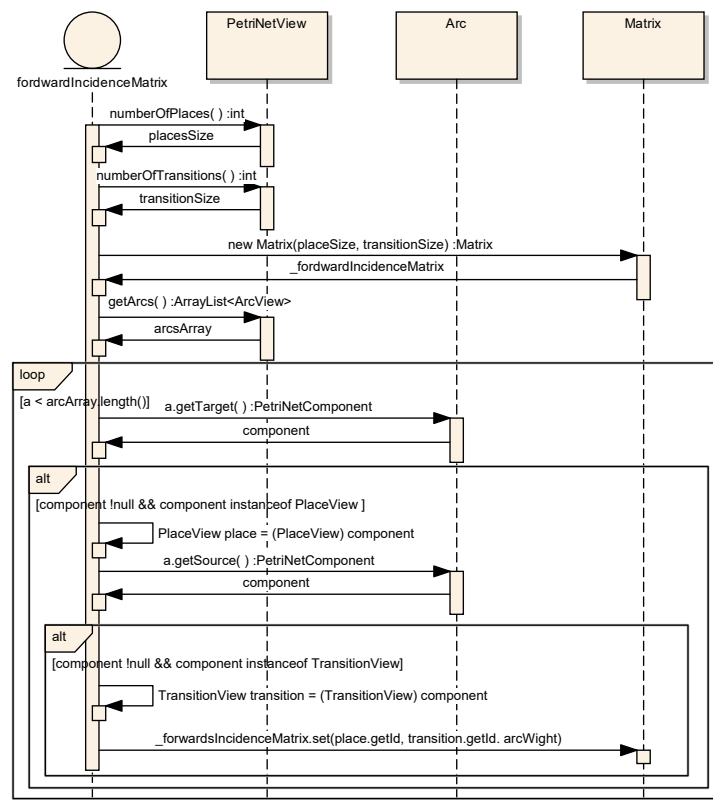 PetriNetView
Arc
Matrix
fordwardIncidenceMatrix
numberOfPlaces( ) :int
placesSize
numberOfTransitions( ) :int
transitionSize
new Matrix(placeSize, transitionSize) :Matrix
_fordwardIncidenceMatrix
getArcs( ) :ArrayList<ArcView>
arcsArray
loop
[a < arcArray.length()]
a.getTarget( ) :PetriNetComponent
component
alt
[component !null && component instanceof PlaceView ]
PlaceView place = (PlaceView) component
a.getSource( ) :PetriNetComponent
component
alt
[component !null && component instanceof TransitionView]
TransitionView transition = (TransitionView) component
_forwardsIncidenceMatrix.set(place.getId, transition.getId. arcWight)